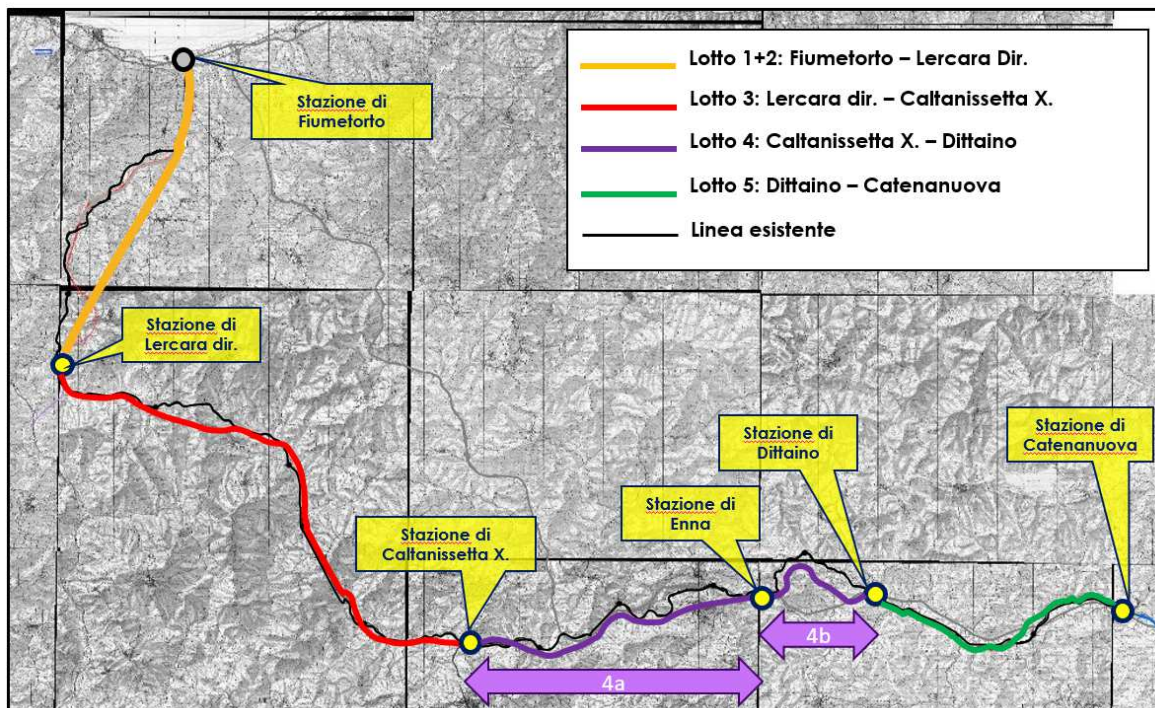 Lotto 1+2: Fiumetorto – Lercara Dir.
Lotto 3: Lercara dir. – Caltanissetta X.
Lotto 4: Caltanissetta X. – Dittaino
Lotto 5: Dittaino – Catenanuova
Linea esistente
Stazione di
Fiumetorto
Stazione di
Lercara dir.
Stazione di
Caltanissetta X.
Stazione di
Enna
Stazione di
Dittaino
Stazione di
Catenanuova
4a
4b